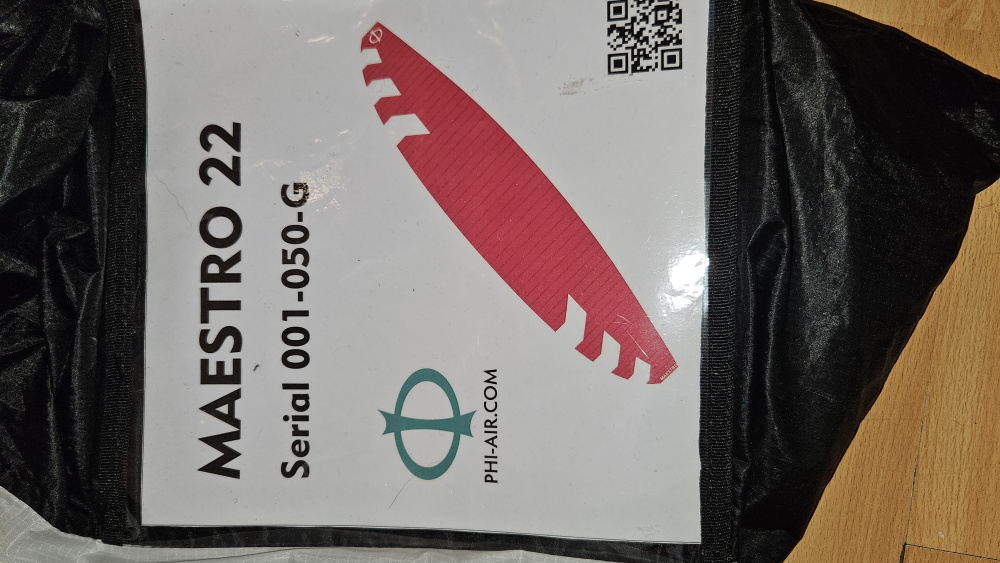 MAESTRO 22
Serial 001-050-G
PHI-AIR.COM